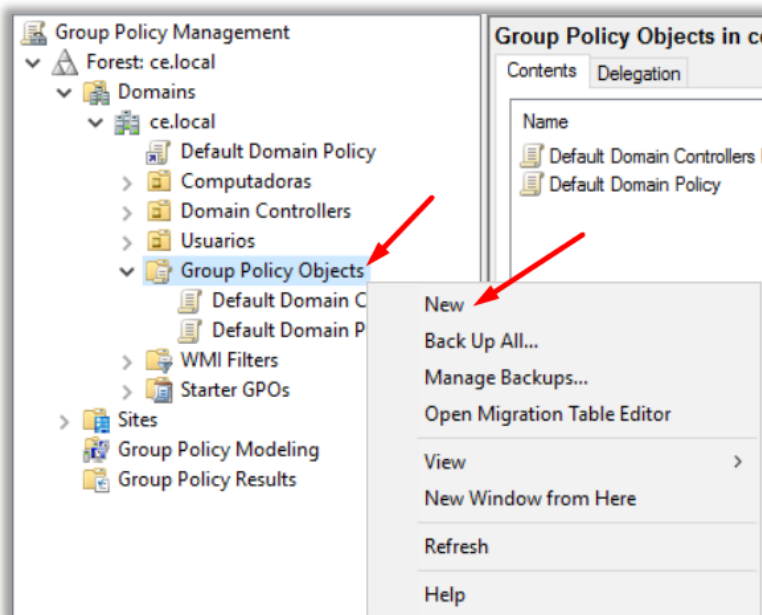 Group Policy Management
Forest: ce.local
Domains
ce.local
Default Domain Policy
Computadoras
Domain Controllers
Usuarios
Group Policy Objects
Default Domain C
Default Domain P
WMI Filters
Starter GPOs
Sites
Group Policy Modeling
Group Policy Results
Group Policy Objects in ce
Contents
Delegation
Name
Default Domain Controllers
Default Domain Policy
New
Back Up All...
Manage Backups...
Open Migration Table Editor
View
New Window from Here
Refresh
Help